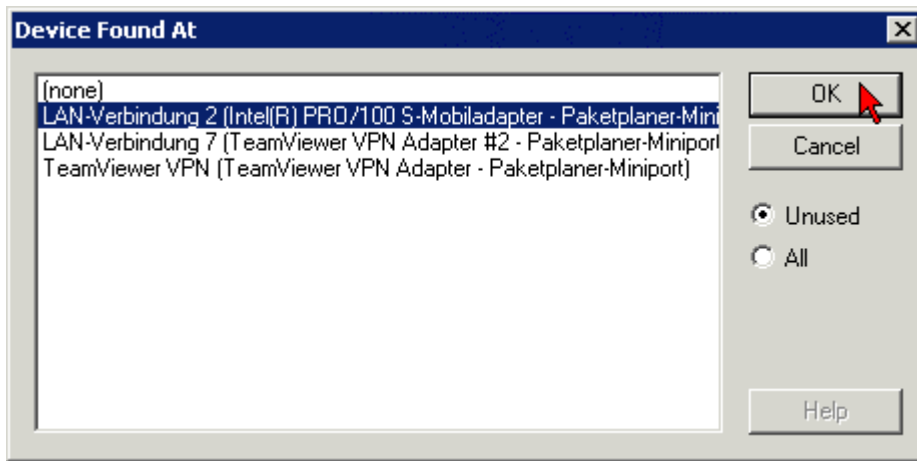 Device Found At
(none)
LAN-Verbindung 2 (Intel(R) PRO/100 S-Mobiladapter - Paketplaner-Mini
LAN-Verbindung 7 (TeamViewer VPN Adapter #2 - Paketplaner-Miniport
TeamViewer VPN (TeamViewer VPN Adapter - Paketplaner-Miniport)
OK
Cancel
Unused
All
Help